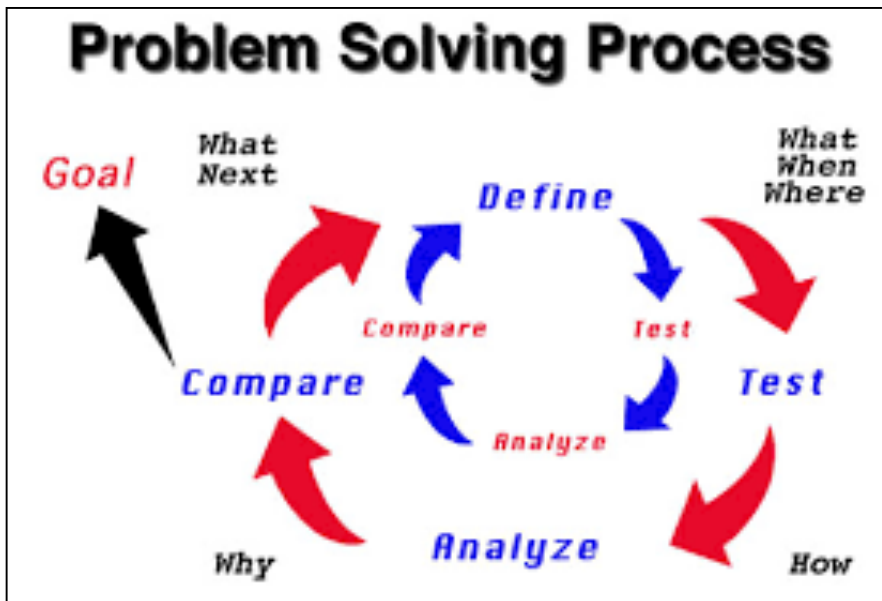 Problem Solving Process
Goal
What
Next
Define
What
When
Where
Compare
Test
Compare
Test
Analyze
Analyze
Why
How